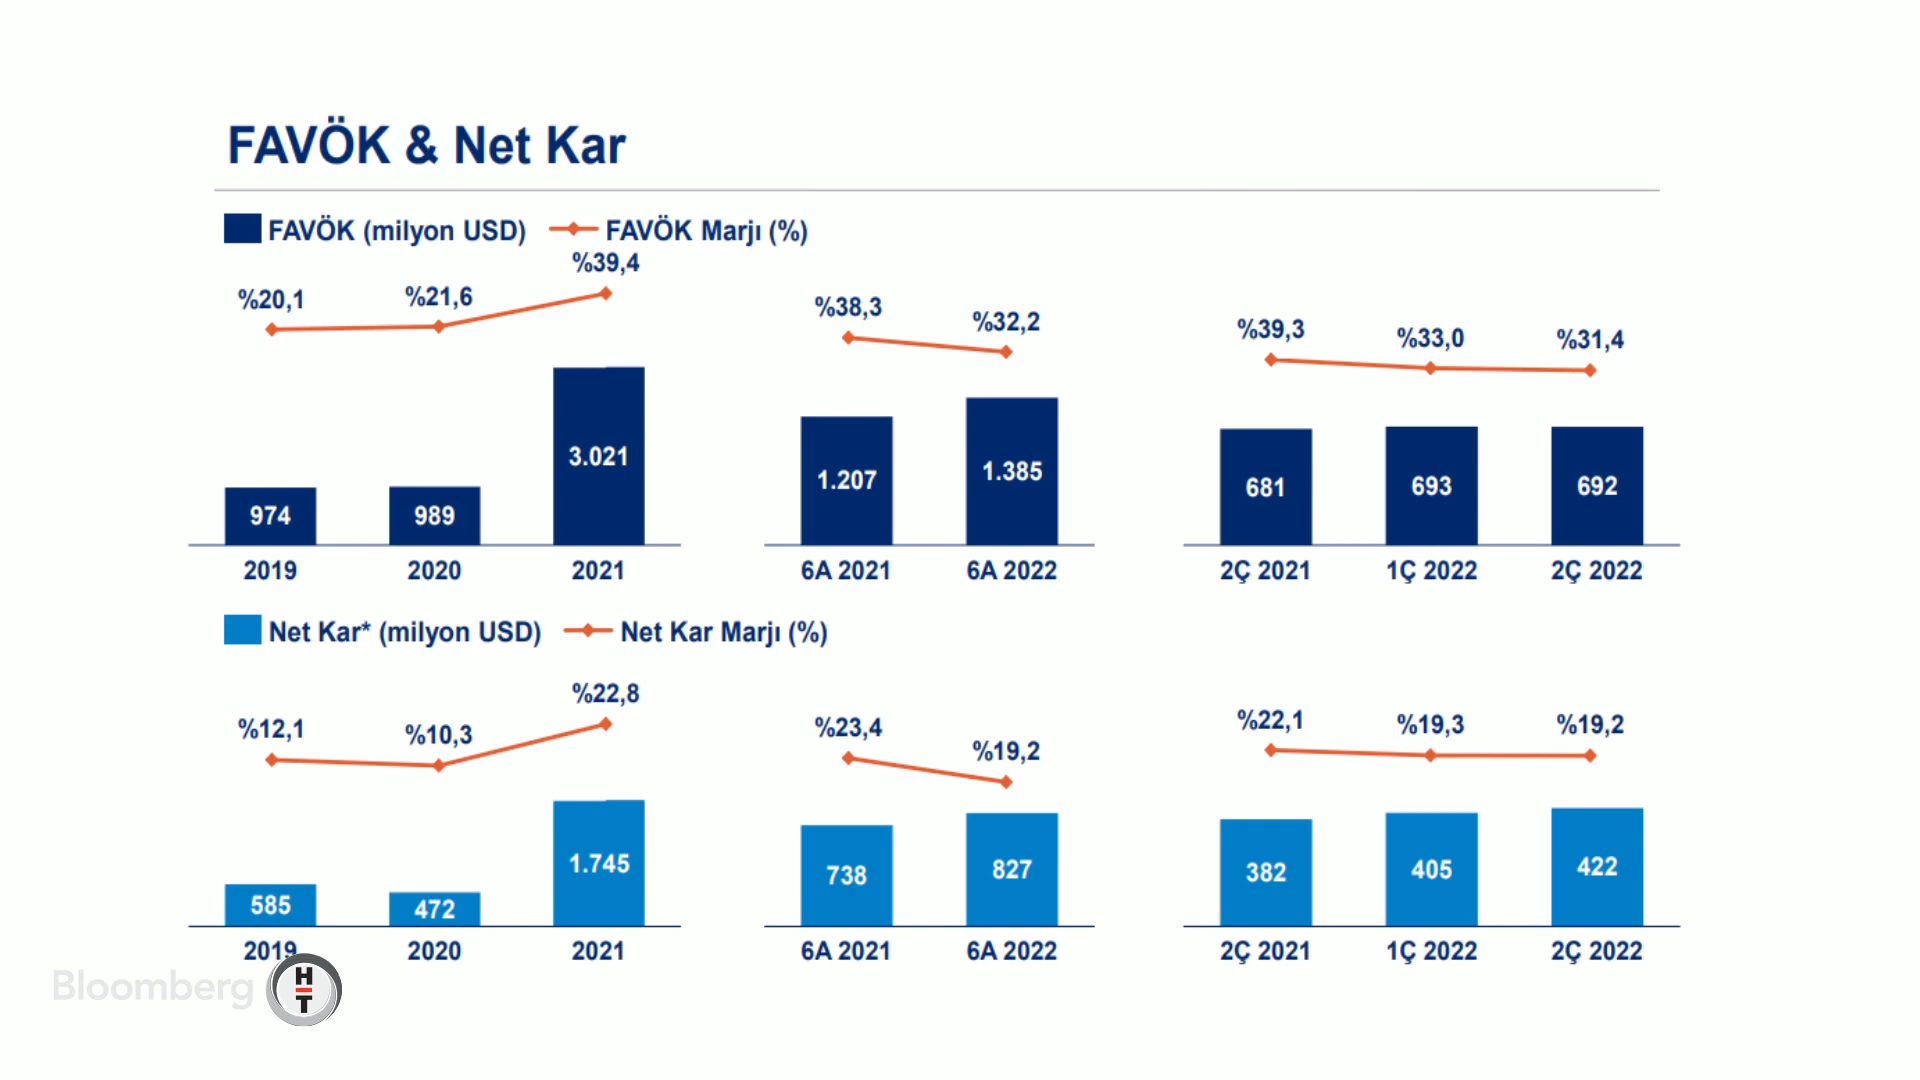 FAVÖK & Net Kar
FAVÖK (milyon USD) FAVÖK Marjı (%)
%20,1 %21,6 %39,4 %38,3 %32,2 %39,3 %33,0 %31,4
974 989 3.021 1.207 1.385 681 693 692
2019 2020 2021 6A 2021 6A 2022 2Ç 2021 1Ç 2022 2Ç 2022
Net Kar* (milyon USD) Net Kar Marjı (%)
%12,1 %10,3 %22,8 %23,4 %19,2 %22,1 %19,3 %19,2
585 472 1.745 738 827 382 405 422
2019 2020 2021 6A 2021 6A 2022 2Ç 2021 1Ç 2022 2Ç 2022
Bloomberg HT